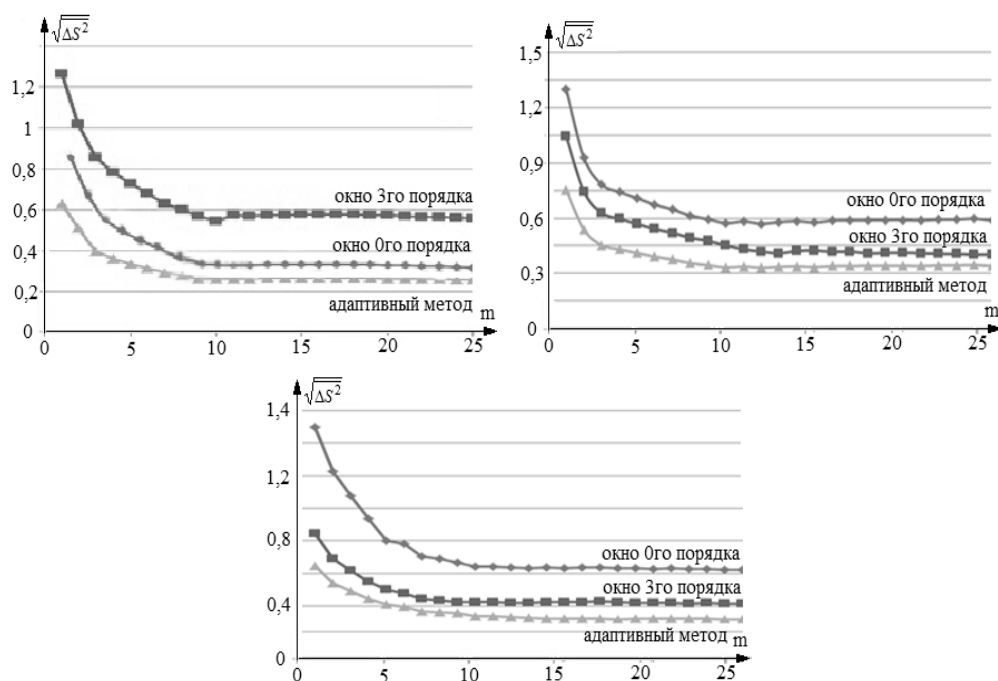 √ΔS²
1,2
1
0,8
0,6
0,4
0,2
0
окно 3го порядка
окно 0го порядка
адаптивный метод
m
0 5 10 15 20 25
√ΔS²
1,5
1,2
0,9
0,6
0,3
0
окно 0го порядка
окно 3го порядка
адаптивный метод
m
0 5 10 15 20 25
√ΔS²
1,4
1,2
0,8
0,4
0
окно 0го порядка
окно 3го порядка
адаптивный метод m
0 5 10 15 20 25